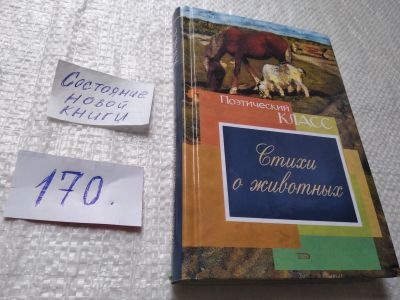 Состояние
новой
книги
170.
Поэтический
КЛАСС
Стихи
о животных